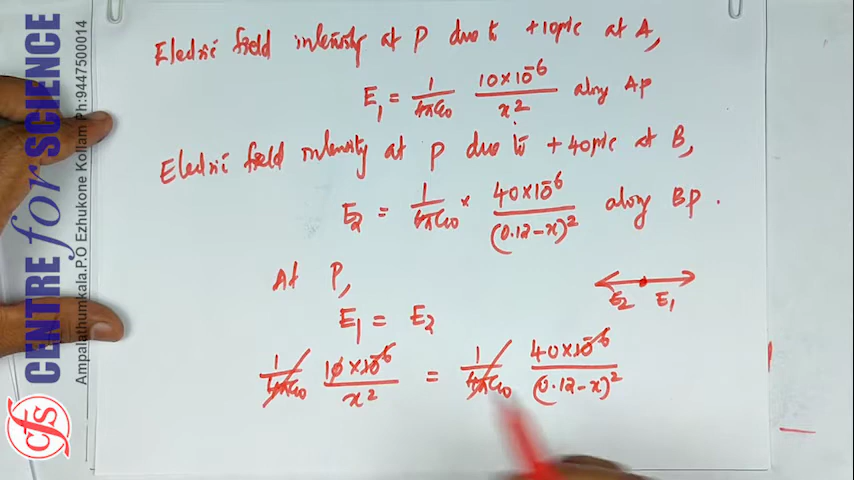 Electric field intensity at P due to +10μc at A,
E₁ = 1/4πε₀ 10×10⁻⁶/x² along AP
Electric field intensity at P due to +40μc at B,
E₂ = 1/4πε₀ × 40×10⁻⁶/(0.12-x)² along BP.
At P,
E₂ E₁
E₁ = E₂
1/4πε₀ 10×10⁻⁶/x² = 1/4πε₀ 40×10⁻⁶/(0.12-x)²
CENTRE for SCIENCE
Ampalathumkala.P.O Ezhukone Kollam Ph:9447500014
cfs